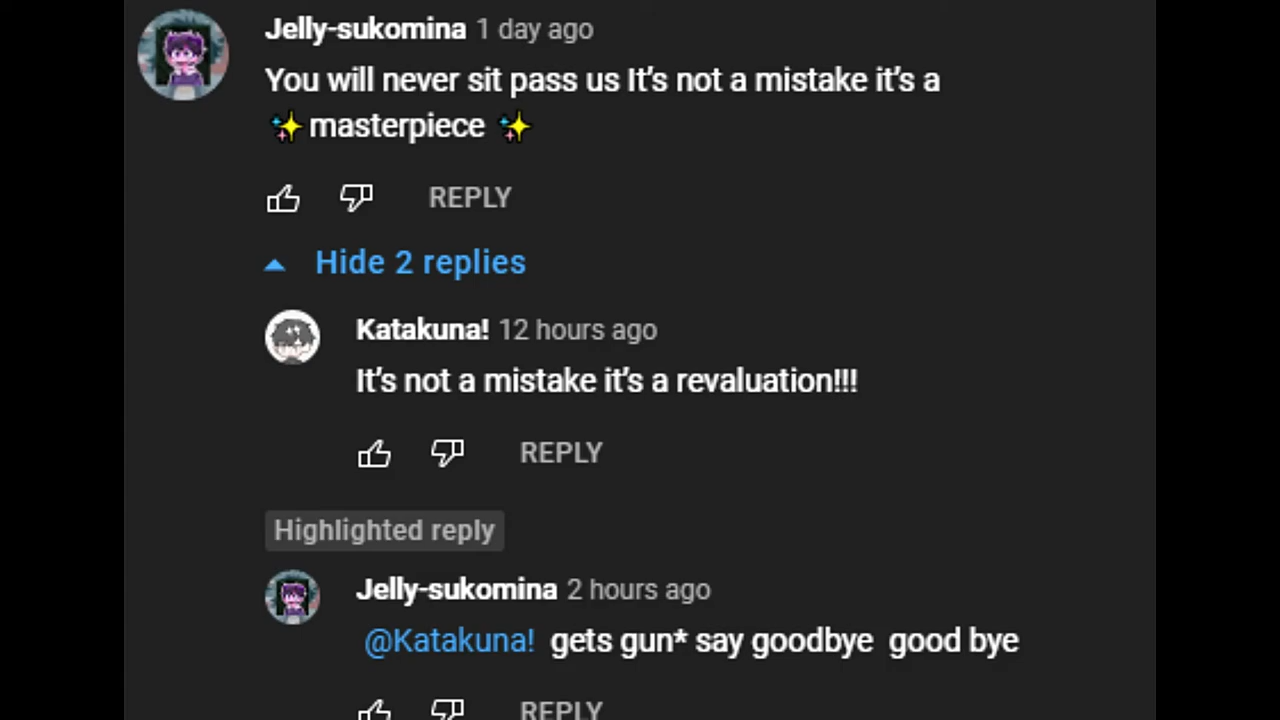 Jelly-sukomina 1 day ago
You will never sit pass us It's not a mistake it's a
✨ masterpiece ✨
REPLY
Hide 2 replies
Katakuna! 12 hours ago
It's not a mistake it's a revaluation!!!
REPLY
Highlighted reply
Jelly-sukomina 2 hours ago
@Katakuna! gets gun* say goodbye good bye
REPLY